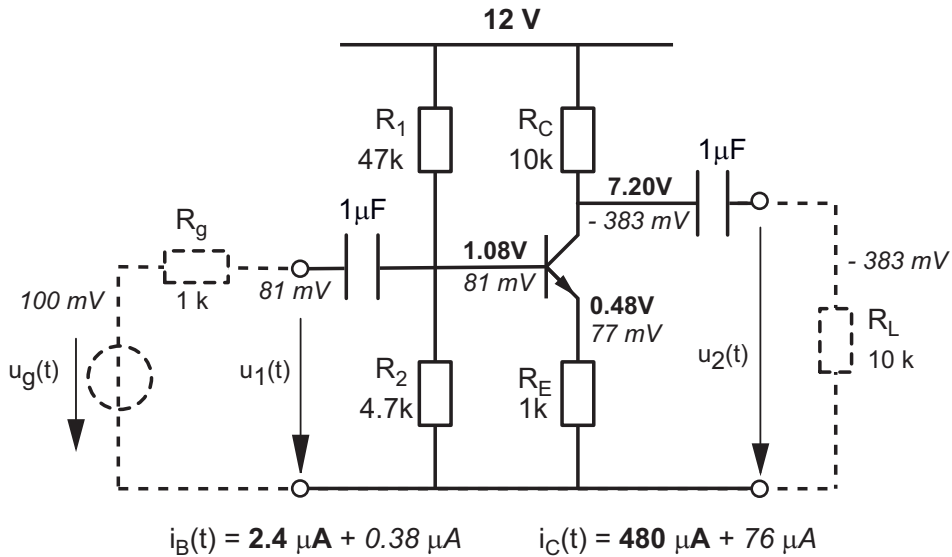 12 V
R1
47k
RC
10k
1μF
7.20V
- 383 mV
1μF
Rg
1 k
81 mV
1.08V
81 mV
0.48V
77 mV
- 383 mV
100 mV
ug(t)
u1(t)
R2
4.7k
RE
1k
u2(t)
RL
10 k
iB(t) = 2.4 μA + 0.38 μA
iC(t) = 480 μA + 76 μA